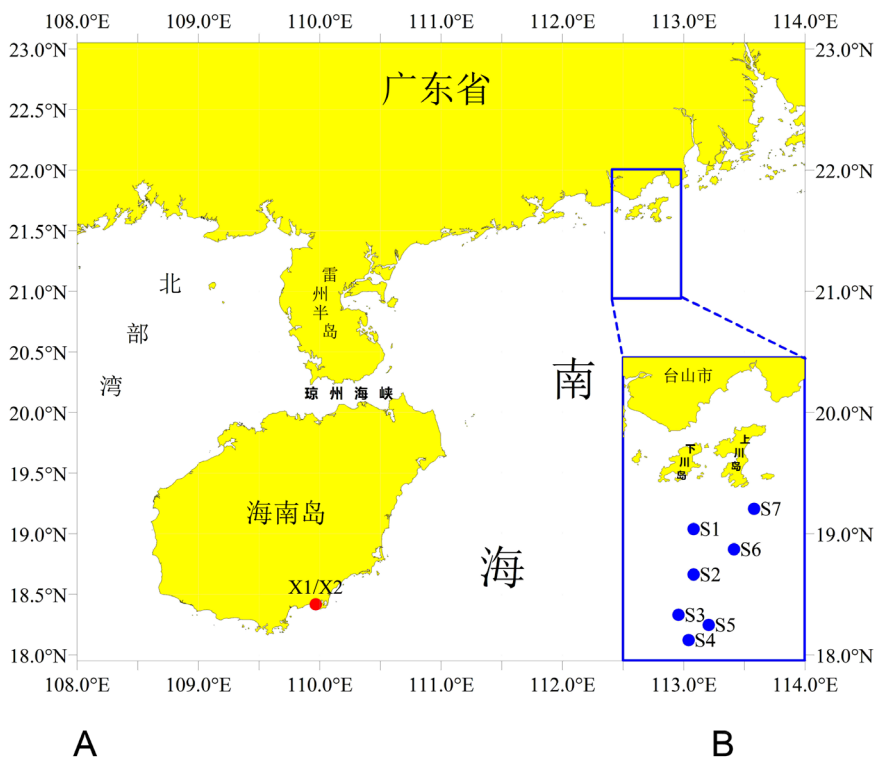 108.0°E 109.0°E 110.0°E 111.0°E 112.0°E 113.0°E 114.0°E
23.0°N 23.0°N
广东省
22.5°N 22.5°N
22.0°N 22.0°N
21.5°N 21.5°N
北部湾
雷州半岛
21.0°N 21.0°N
20.5°N 20.5°N
琼州海峡
南海
台山市
20.0°N 20.0°N
下川岛
上川岛
19.5°N
海南岛
S7
S1
19.0°N 19.0°N
S6
S2
X1/X2
18.5°N
S3
S5
S4
18.0°N 18.0°N
108.0°E 109.0°E 110.0°E 111.0°E 112.0°E 113.0°E 114.0°E
A B